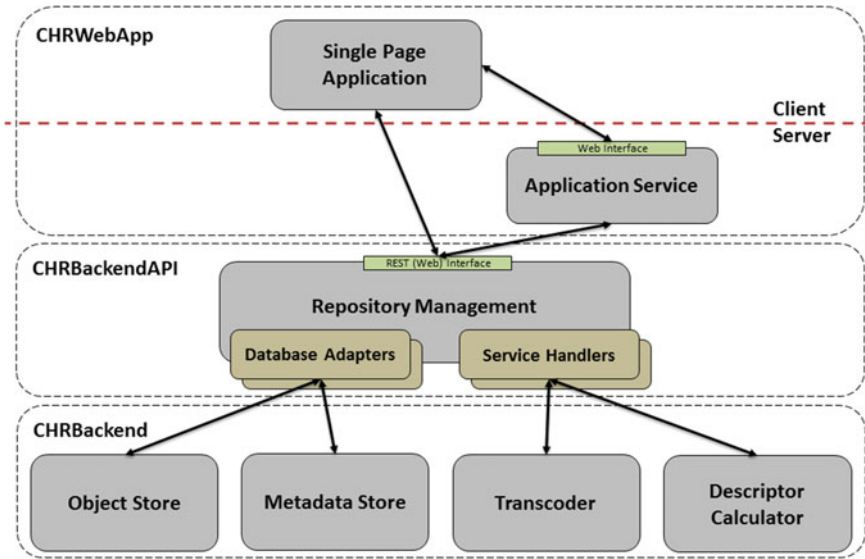 CHRWebApp
Single Page
Application
Client
Server
Web Interface
Application Service
CHRBackendAPI
REST (Web) Interface
Repository Management
Database Adapters
Service Handlers
CHRBackend
Object Store
Metadata Store
Transcoder
Descriptor
Calculator